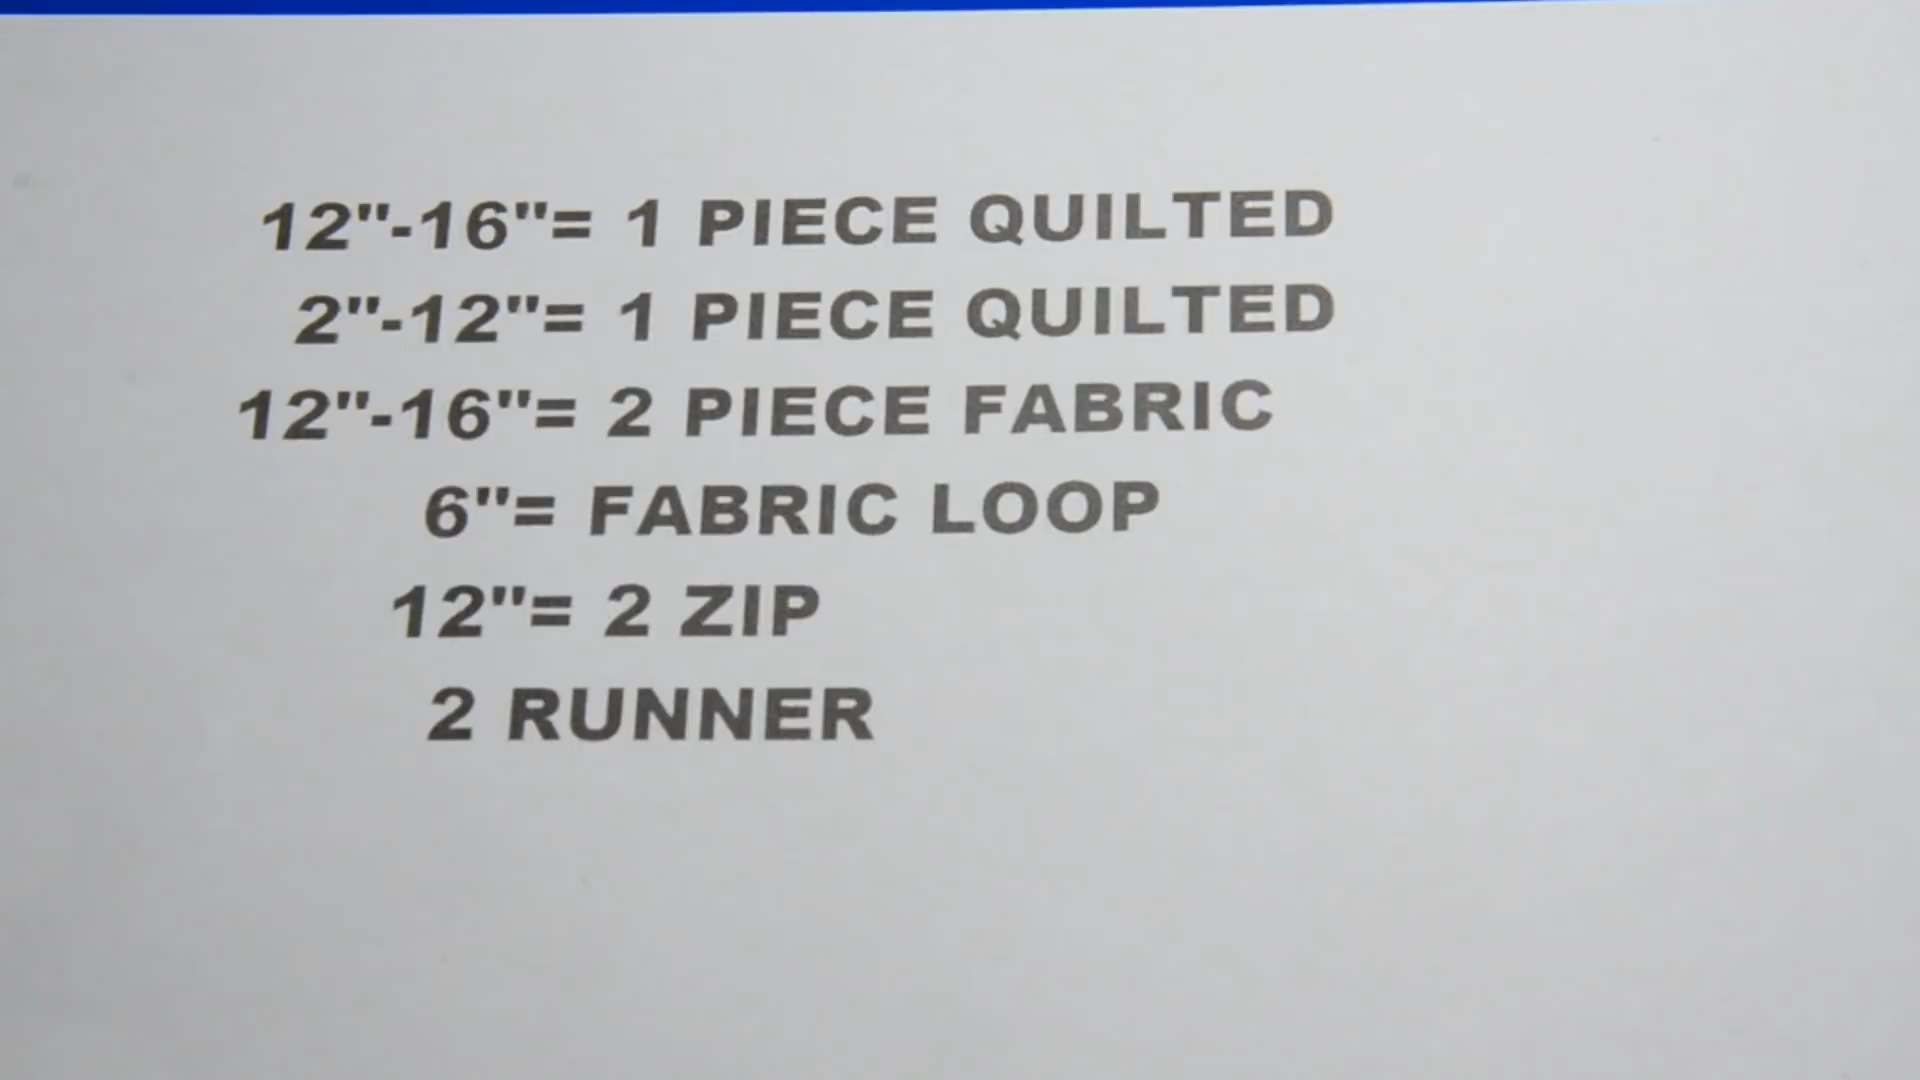 12"-16"= 1 PIECE QUILTED
2"-12"= 1 PIECE QUILTED
12"-16"= 2 PIECE FABRIC
6"= FABRIC LOOP
12"= 2 ZIP
2 RUNNER